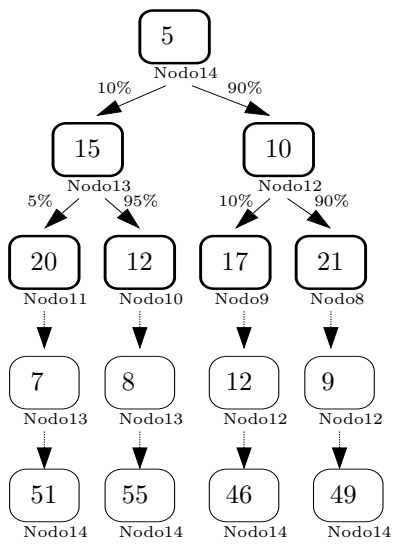 5
Nodo14
10% 90%
15 10
Nodo13 Nodo12
5% 95% 10% 90%
20 12 17 21
Nodo11 Nodo10 Nodo9 Nodo8
7 8 12 9
Nodo13 Nodo13 Nodo12 Nodo12
51 55 46 49
Nodo14 Nodo14 Nodo14 Nodo14